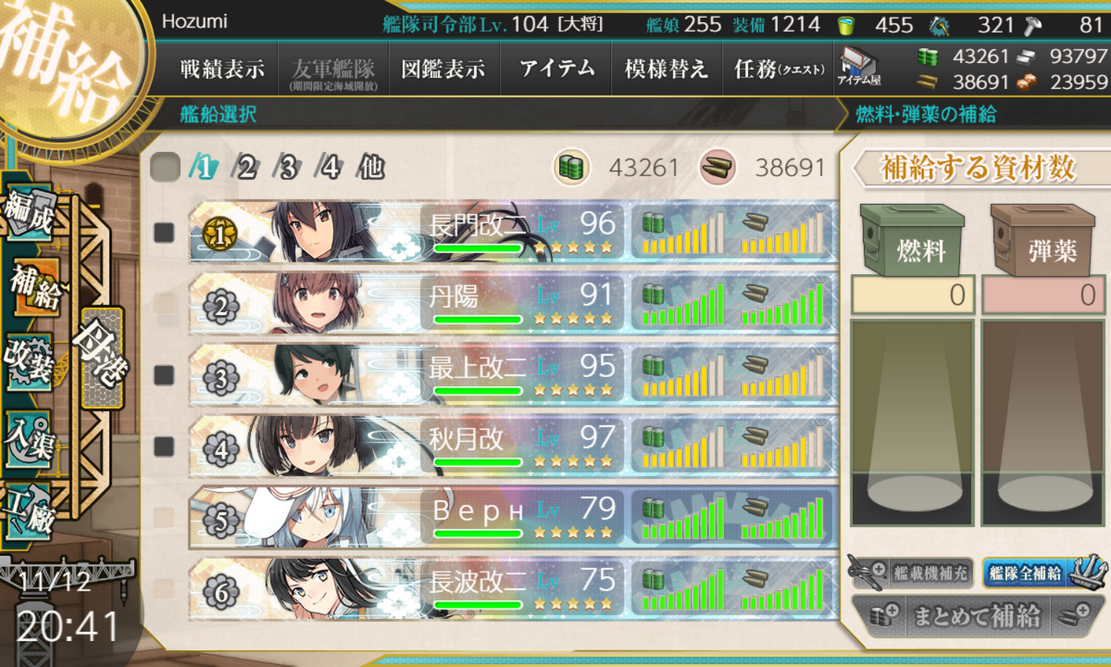 補給
Hozumi
艦隊司令部Lv.104 [大将]
艦娘 255 装備 1214
455
321
81
戦績表示
友軍艦隊
(期間限定海域開放)
図鑑表示
アイテム
模様替え
任務(クエスト)
アイテム屋
43261
93797
38691
23959
艦船選択
燃料・弾薬の補給
1 2 3 4 他
43261
38691
補給する資材数
編成
補給
改装
入渠
工廠
母港
1 長門改二 Lv 96
2 丹陽 Lv 91
3 最上改二 Lv 95
4 秋月改 Lv 97
5 Верн Lv 79
6 長波改二 Lv 75
燃料
弾薬
0
0
艦載機補充
艦隊全補給
まとめて補給
11/12
20:41